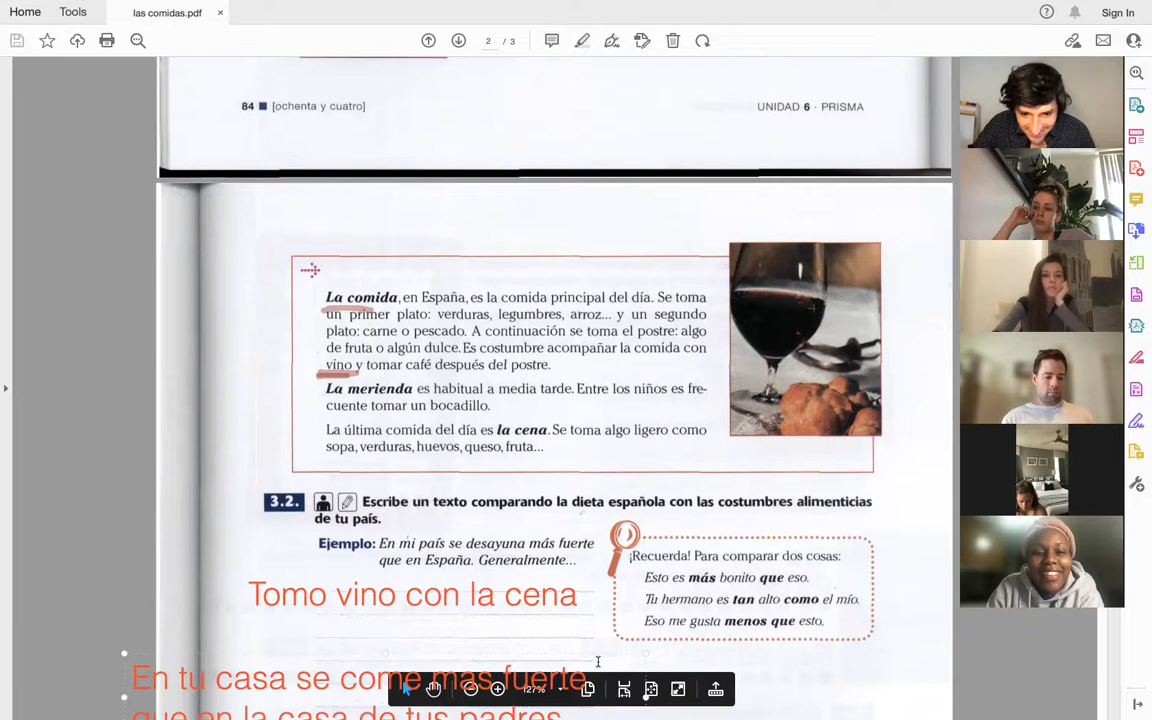 Home Tools las comidas.pdf × Sign In
2 / 3
84 ■ [ochenta y cuatro] UNIDAD 6 · PRISMA
La comida, en España, es la comida principal del día. Se toma
un primer plato: verduras, legumbres, arroz... y un segundo
plato: carne o pescado. A continuación se toma el postre: algo
de fruta o algún dulce. Es costumbre acompañar la comida con
vino y tomar café después del postre.
La merienda es habitual a media tarde. Entre los niños es fre-
cuente tomar un bocadillo.
La última comida del día es la cena. Se toma algo ligero como
sopa, verduras, huevos, queso, fruta...
3.2. Escribe un texto comparando la dieta española con las costumbres alimenticias
de tu país.
Ejemplo: En mi país se desayuna más fuerte
que en España. Generalmente...
¡Recuerda! Para comparar dos cosas:
Esto es más bonito que eso.
Tu hermano es tan alto como el mío.
Eso me gusta menos que esto.
Tomo vino con la cena
En tu casa se come mas fuerte
que en la casa de tus padres
127%